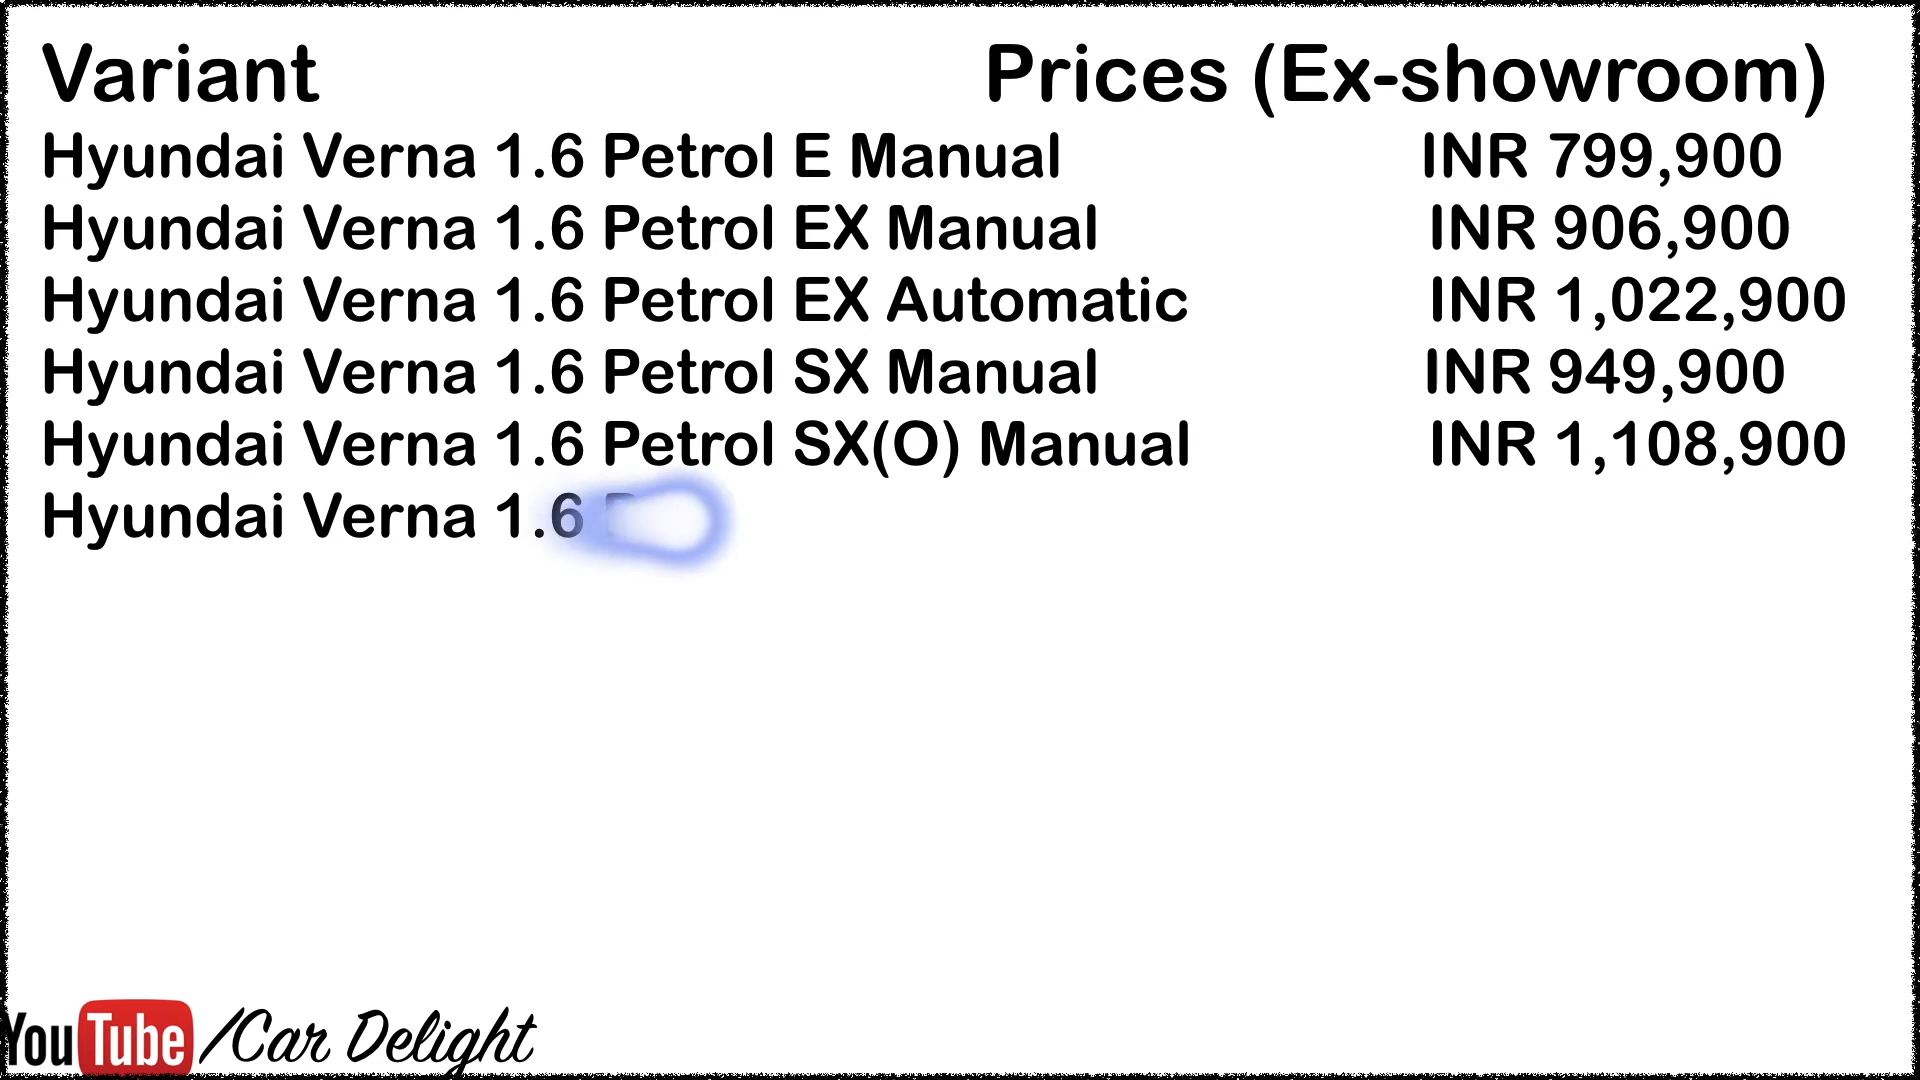 Variant Prices (Ex-showroom)
Hyundai Verna 1.6 Petrol E Manual INR 799,900
Hyundai Verna 1.6 Petrol EX Manual INR 906,900
Hyundai Verna 1.6 Petrol EX Automatic INR 1,022,900
Hyundai Verna 1.6 Petrol SX Manual INR 949,900
Hyundai Verna 1.6 Petrol SX(O) Manual INR 1,108,900
Hyundai Verna 1.6
YouTube /Car Delight